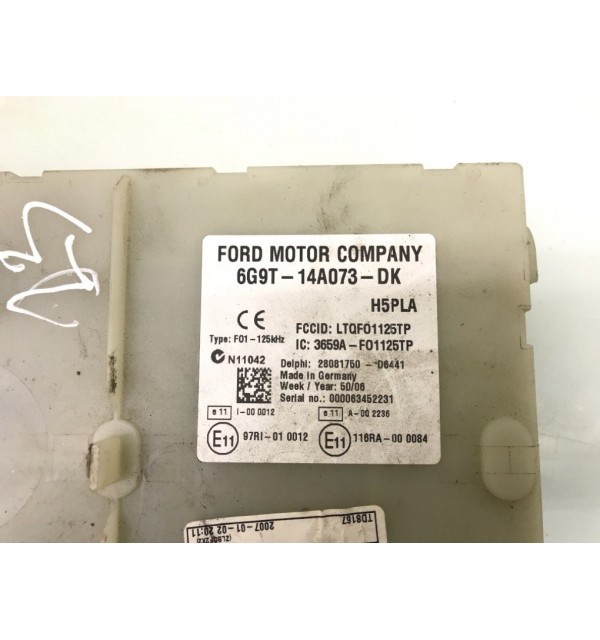 FORD MOTOR COMPANY
6G9T-14A073-DK
H5PLA
CE
FCCID: LTQFO1125TP
Type: F01-125kHz
IC: 3659A-FO1125TP
N11042
Delphi: 28081750- D6441
Made in Germany
Week / Year: 50/06
Serial no.: 000063452231
e 11 I-00 0012
e 11 A-00 2236
E11 97RI-01 0012
E11 116RA-00 0084
TD8167
2007-01-02 20:11